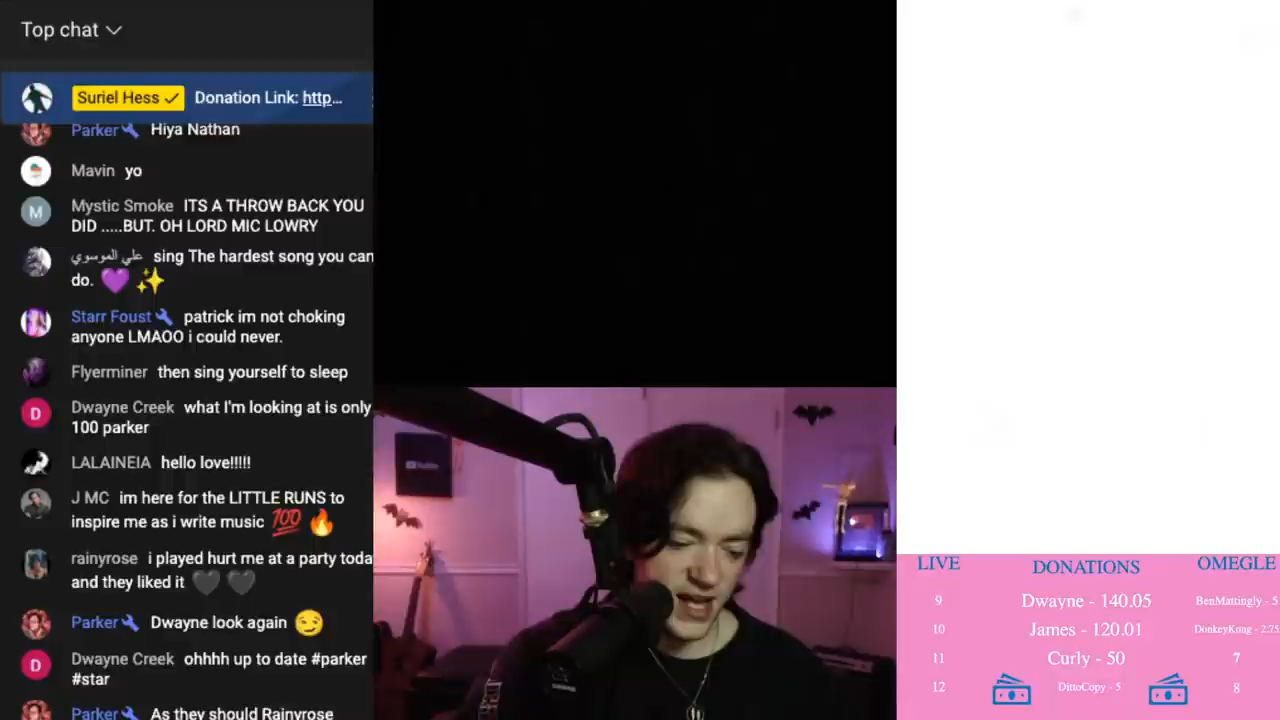 Top chat
Suriel Hess Donation Link: http...
Parker Hiya Nathan
Mavin yo
Mystic Smoke ITS A THROW BACK YOU
DID .....BUT. OH LORD MIC LOWRY
علي الموسوي sing The hardest song you can
do. 💜 ✨
Starr Foust patrick im not choking
anyone LMAOO i could never.
Flyerminer then sing yourself to sleep
D
Dwayne Creek what I'm looking at is only
100 parker
LALAINEIA hello love!!!!!
J MC im here for the LITTLE RUNS to
inspire me as i write music 💯 🔥
rainyrose i played hurt me at a party toda
and they liked it 🖤 🖤
Parker Dwayne look again 😏
D
Dwayne Creek ohhhh up to date #parker
#star
Parker As they should Rainyrose
M
LIVE DONATIONS OMEGLE
9 Dwayne - 140.05 BenMattingly - 5
10 James - 120.01 DonkeyKong - 2.75
11 Curly - 50 7
12 DittoCopy - 5 8